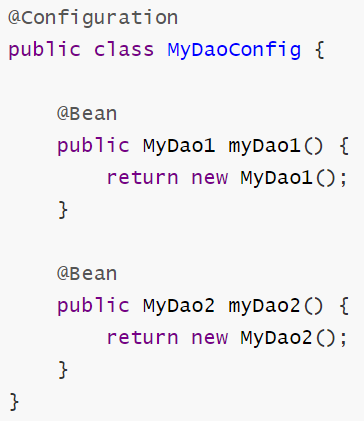 @Configuration
public class MyDaoConfig {

    @Bean
    public MyDao1 myDao1() {
        return new MyDao1();
    }

    @Bean
    public MyDao2 myDao2() {
        return new MyDao2();
    }
}